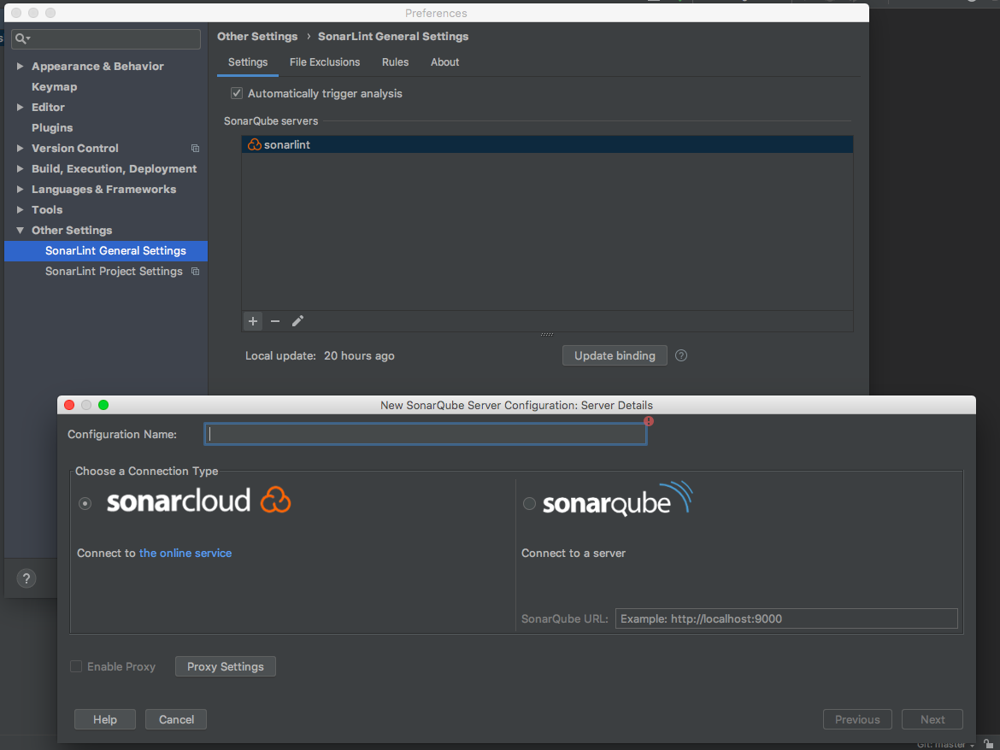 Preferences
Other Settings › SonarLint General Settings
Settings File Exclusions Rules About
Appearance & Behavior
Keymap
Editor
Plugins
Version Control
Build, Execution, Deployment
Languages & Frameworks
Tools
Other Settings
SonarLint General Settings
SonarLint Project Settings
Automatically trigger analysis
SonarQube servers
sonarlint
Local update: 20 hours ago
Update binding
?
?
New SonarQube Server Configuration: Server Details
Configuration Name:
Choose a Connection Type
sonarcloud
sonarqube
Connect to the online service
Connect to a server
SonarQube URL: Example: http://localhost:9000
Enable Proxy Proxy Settings
Help Cancel Previous Next
Git: master